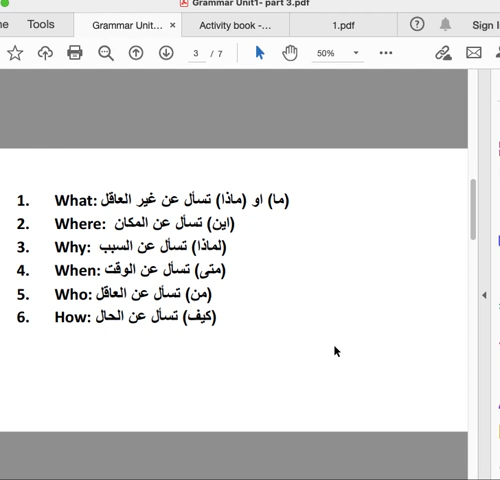 Grammar Unit1- part 3.pdf
Tools Grammar Unit... × Activity book -... 1.pdf ? Sign I
3 / 7 50%
1. What: (ما) او (ماذا) تسأل عن غير العاقل
2. Where: (اين) تسأل عن المكان
3. Why: (لماذا) تسأل عن السبب
4. When: (متى) تسأل عن الوقت
5. Who: (من) تسأل عن العاقل
6. How: (كيف) تسأل عن الحال